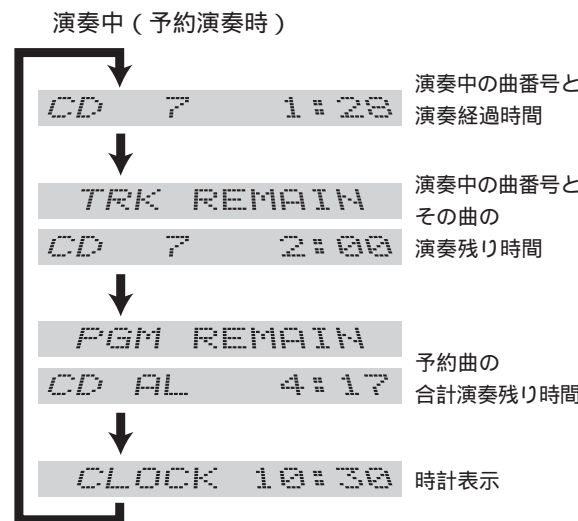 演奏中（予約演奏時）
CD 7 1:28
演奏中の曲番号と
演奏経過時間
TRK REMAIN
CD 7 2:00
演奏中の曲番号と
その曲の
演奏残り時間
PGM REMAIN
CD AL 4:17
予約曲の
合計演奏残り時間
CLOCK 10:30
時計表示